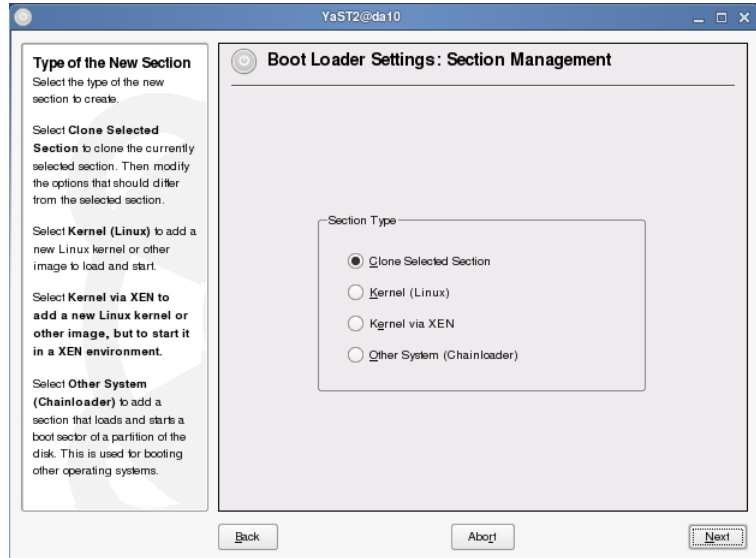 YaST2@da10
Type of the New Section
Select the type of the new
section to create.
Select Clone Selected
Section to clone the currently
selected section. Then modify
the options that should differ
from the selected section.
Select Kernel (Linux) to add a
new Linux kernel or other
image to load and start.
Select Kernel via XEN to
add a new Linux kernel or
other image, but to start it
in a XEN environment.
Select Other System
(Chainloader) to add a
section that loads and starts a
boot sector of a partition of the
disk. This is used for booting
other operating systems.
Boot Loader Settings: Section Management
Section Type
Clone Selected Section
Kernel (Linux)
Kernel via XEN
Other System (Chainloader)
Back
Abort
Next